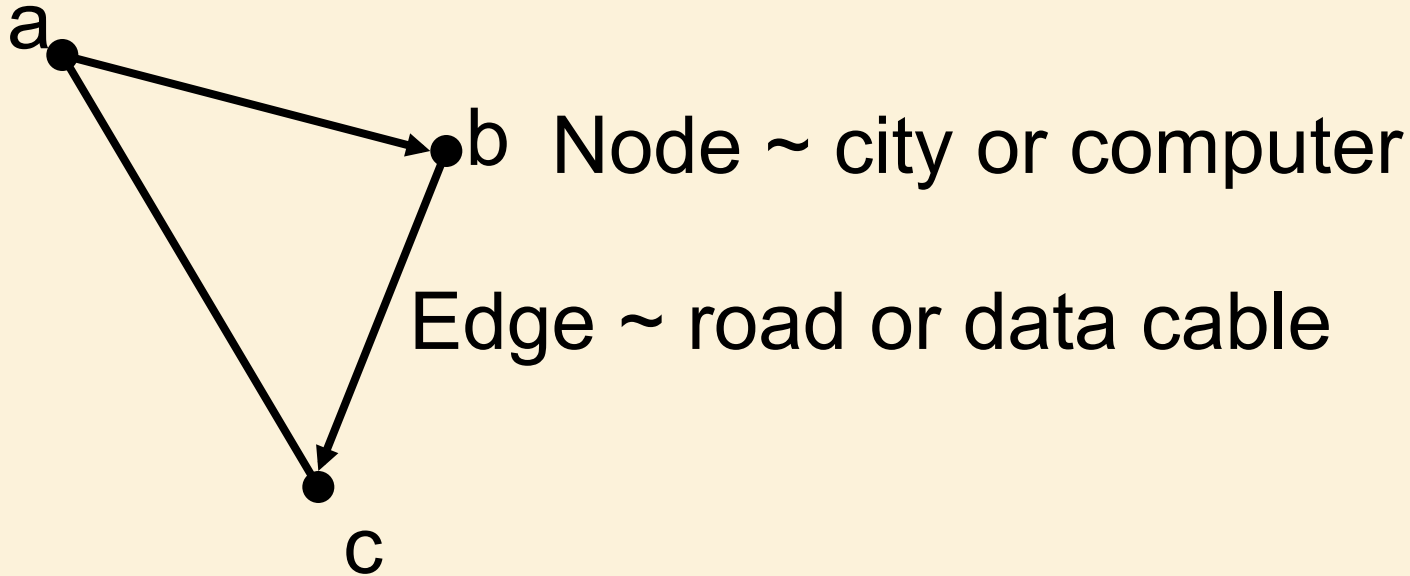 a
b Node ~ city or computer
Edge ~ road or data cable
c